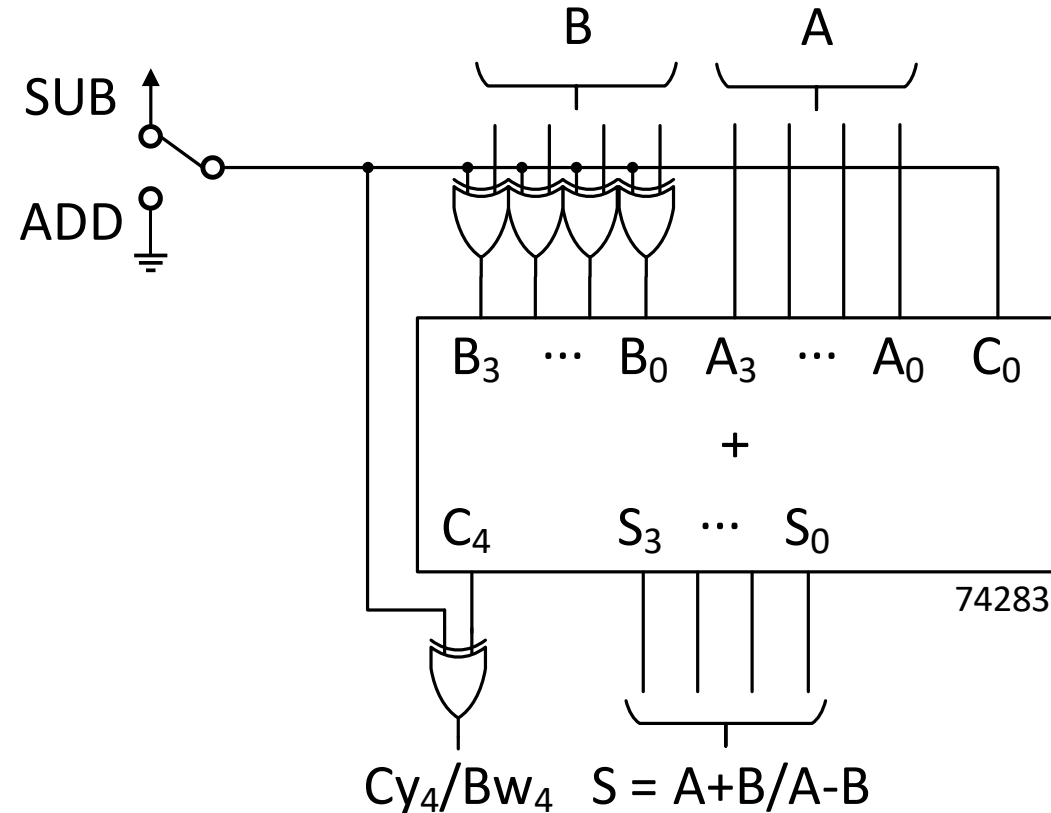 B A
SUB
ADD
B₃ ... B₀ A₃ ... A₀ C₀
+
C₄ S₃ ... S₀
74283
Cy₄/Bw₄ S = A+B/A-B